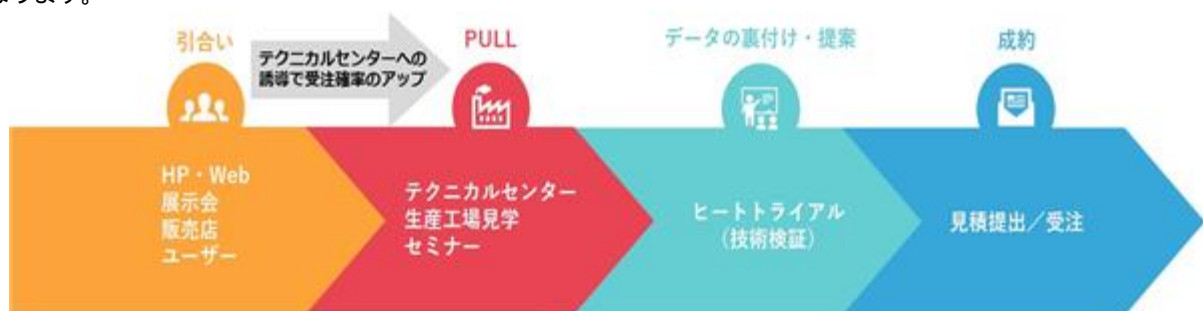 ります。
引合い
テクニカルセンターへの
誘導で受注確率のアップ
PULL
データの裏付け・提案
成約
HP・Web
展示会
販売店
ユーザー
テクニカルセンター
生産工場見学
セミナー
ヒートトライアル
(技術検証)
見積提出/受注